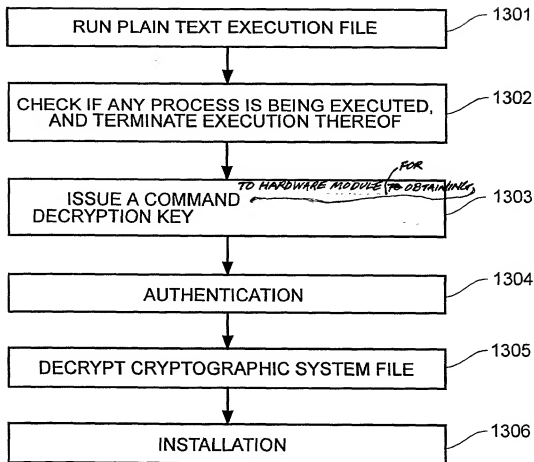 RUN PLAIN TEXT EXECUTION FILE
1301
CHECK IF ANY PROCESS IS BEING EXECUTED,
AND TERMINATE EXECUTION THEREOF
1302
FOR
TO HARDWARE MODULE TO OBTAINING
ISSUE A COMMAND
DECRYPTION KEY
1303
AUTHENTICATION
1304
DECRYPT CRYPTOGRAPHIC SYSTEM FILE
1305
INSTALLATION
1306